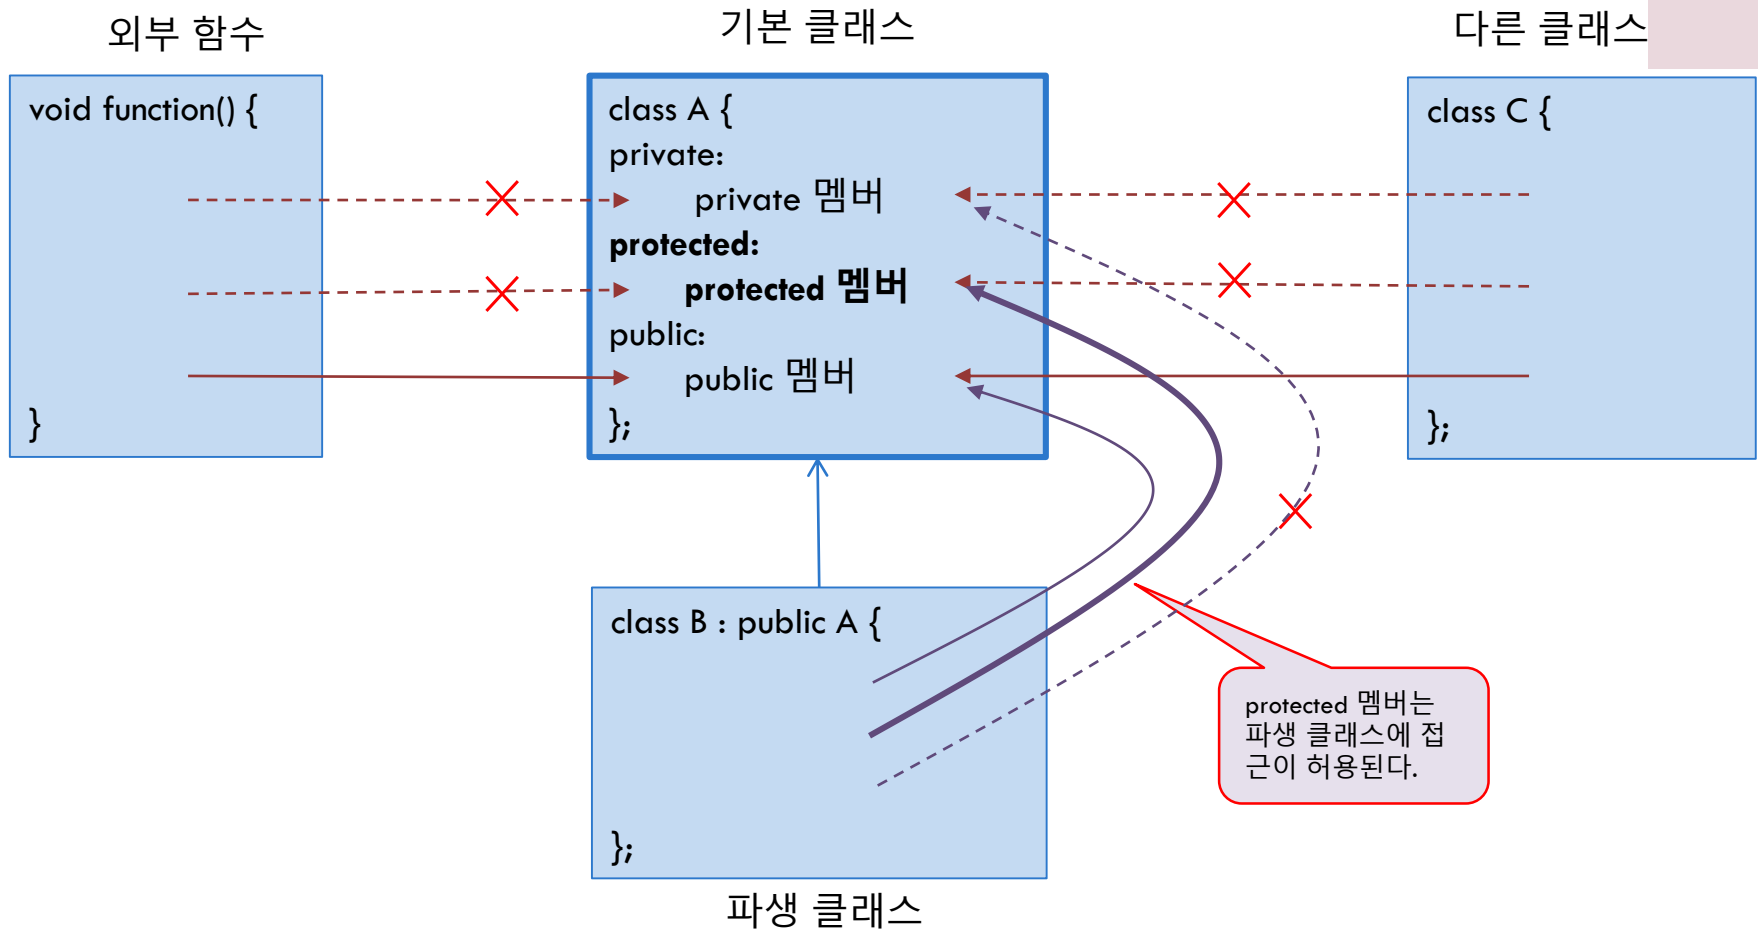 외부 함수
기본 클래스
다른 클래스
void function() {
}
class A {
private:
private 멤버
protected:
protected 멤버
public:
public 멤버
};
class C {
};
class B : public A {
};
파생 클래스
protected 멤버는
파생 클래스에 접
근이 허용된다.